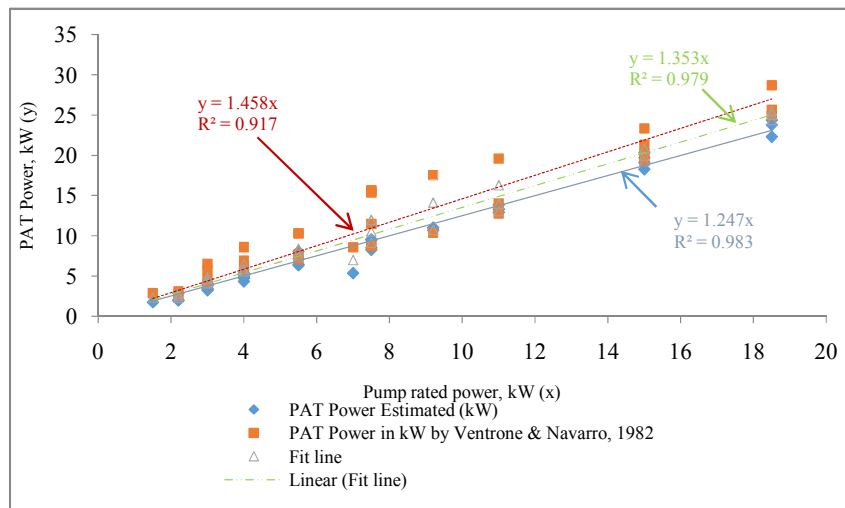 35
30
25
20
15
10
5
0
PAT Power, kW (y)
y = 1.458x
R² = 0.917
y = 1.353x
R² = 0.979
y = 1.247x
R² = 0.983
0 2 4 6 8 10 12 14 16 18 20
Pump rated power, kW (x)
PAT Power Estimated (kW)
PAT Power in kW by Ventrone & Navarro, 1982
Fit line
Linear (Fit line)